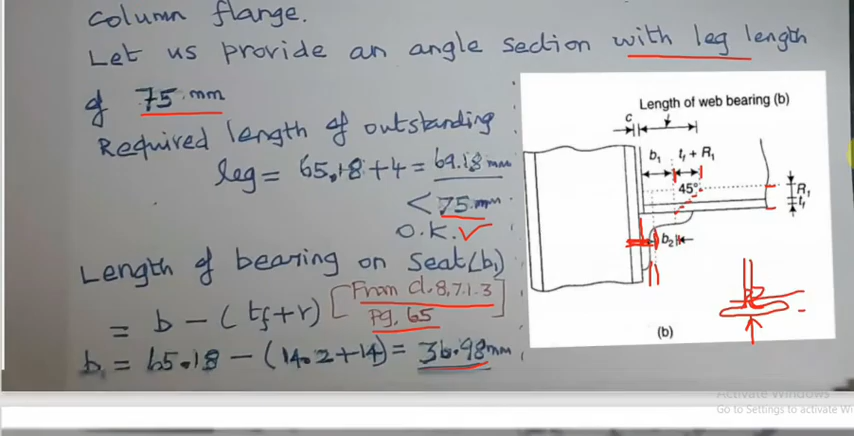 column flange.
Let us provide an angle section with leg length
of 75 mm
Required length of outstanding
leg = 65.18 + 4 = 69.18 mm
< 75 mm
O.K. ✓
Length of bearing on seat (b₁)
= b - (tf + r) [From cl. 8.7.1.3
Pg. 65]
b₁ = 65.18 - (14.2 + 14) = 36.98 mm
Length of web bearing (b)
c
b₁ tf + R₁
45°
R₁
tf
b₂
(b)
Activate Windows
Go to Settings to activate Wi